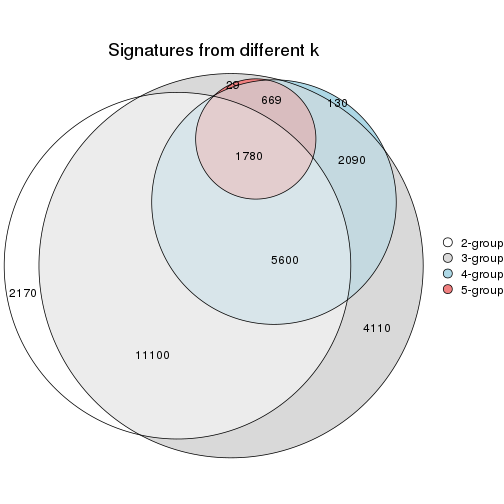 Signatures from different k
29
669
130
1780
2090
5600
2-group
3-group
4-group
5-group
2170
4110
11100